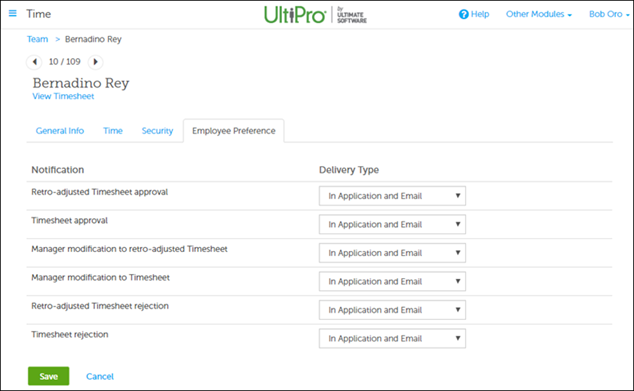 Time
UltiPro® By ULTIMATE SOFTWARE
Help
Other Modules
Bob Oro
Team > Bernadino Rey
10 / 109
Bernadino Rey
View Timesheet
General Info Time Security Employee Preference
Notification Delivery Type
Retro-adjusted Timesheet approval In Application and Email
Timesheet approval In Application and Email
Manager modification to retro-adjusted Timesheet In Application and Email
Manager modification to Timesheet In Application and Email
Retro-adjusted Timesheet rejection In Application and Email
Timesheet rejection In Application and Email
Save Cancel